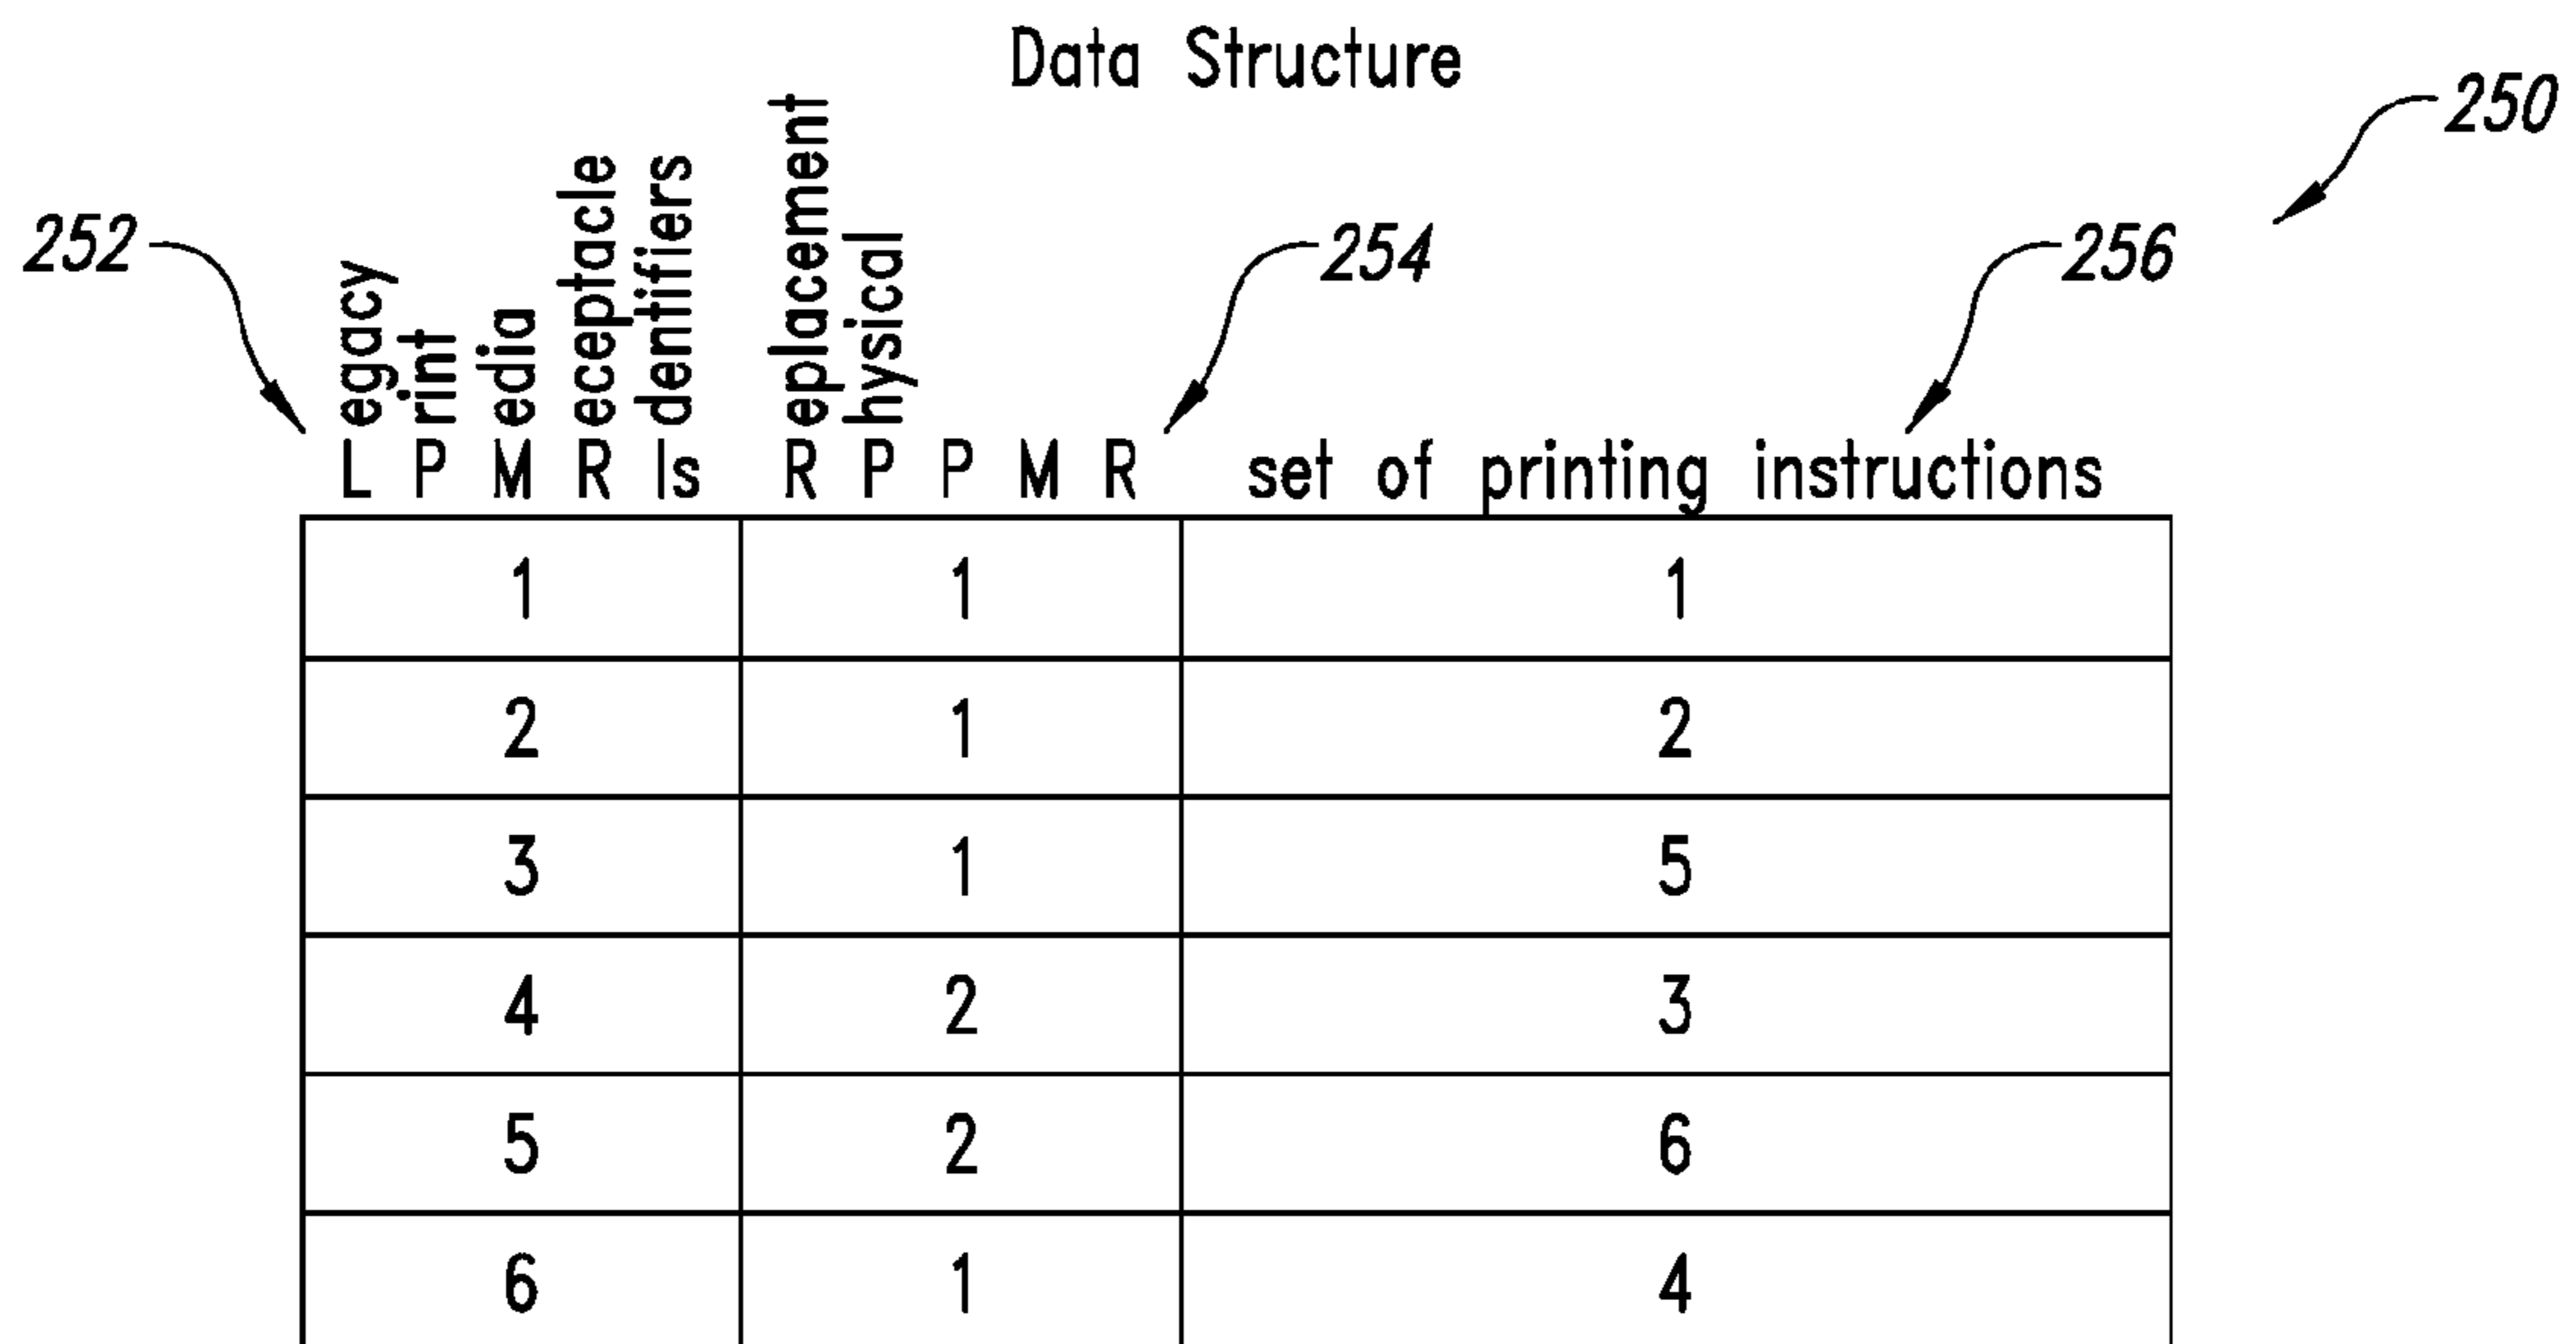 Data Structure
250
252
254
256
Legacy Print Media Receptacle Identifiers
Replacement Physical P M R
set of printing instructions
1 1 1
2 1 2
3 1 5
4 2 3
5 2 6
6 1 4